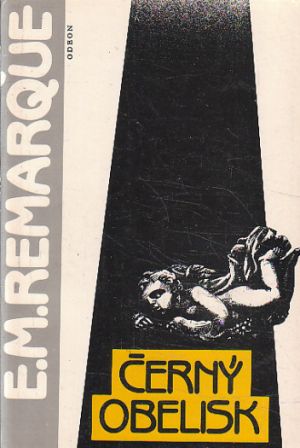 E.M.REMARQUE
ODEON
ČERNÝ
OBELISK